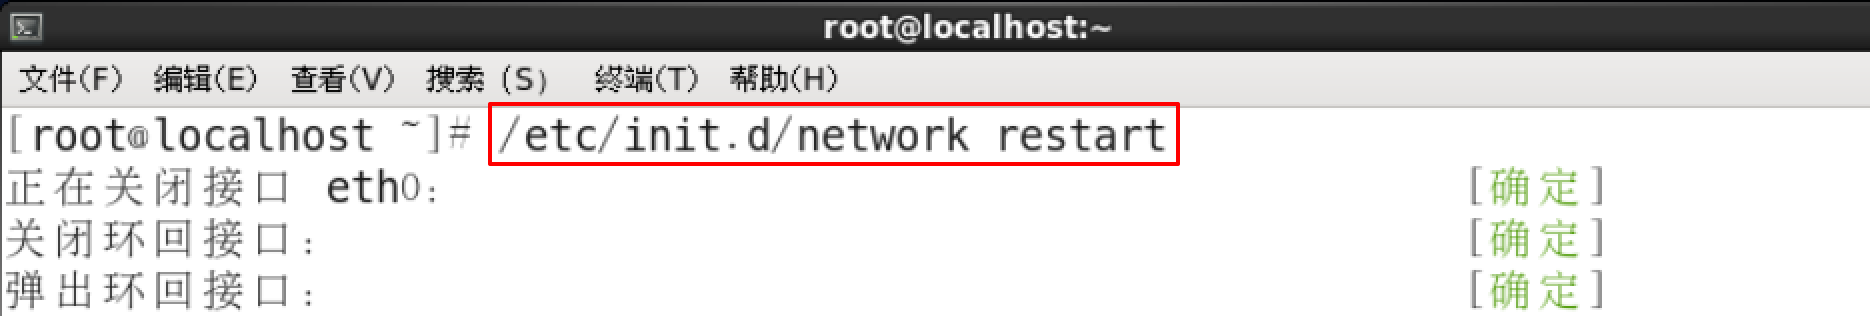 root@localhost:~
文件(F) 编辑(E) 查看(V) 搜索 (S) 终端(T) 帮助(H)
[root@localhost ~]# /etc/init.d/network restart
正在关闭接口 eth0: [确定]
关闭环回接口: [确定]
弹出环回接口: [确定]